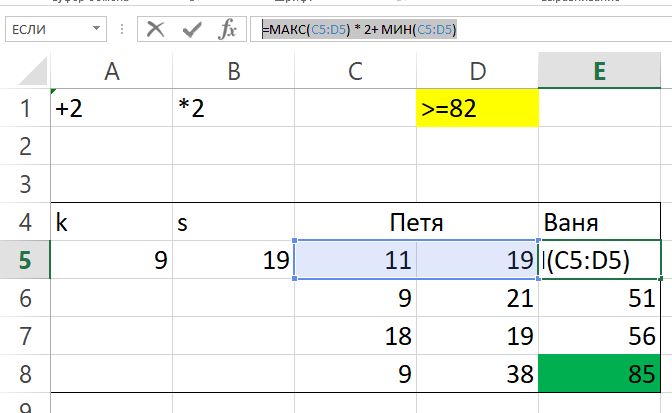 ЕСЛИ =МАКС(C5:D5) * 2+ МИН(C5:D5)
A B C D E
1 +2 *2 >=82
2
3
4 k s Петя Ваня
5 9 19 11 19 (C5:D5)
6 9 21 51
7 18 19 56
8 9 38 85